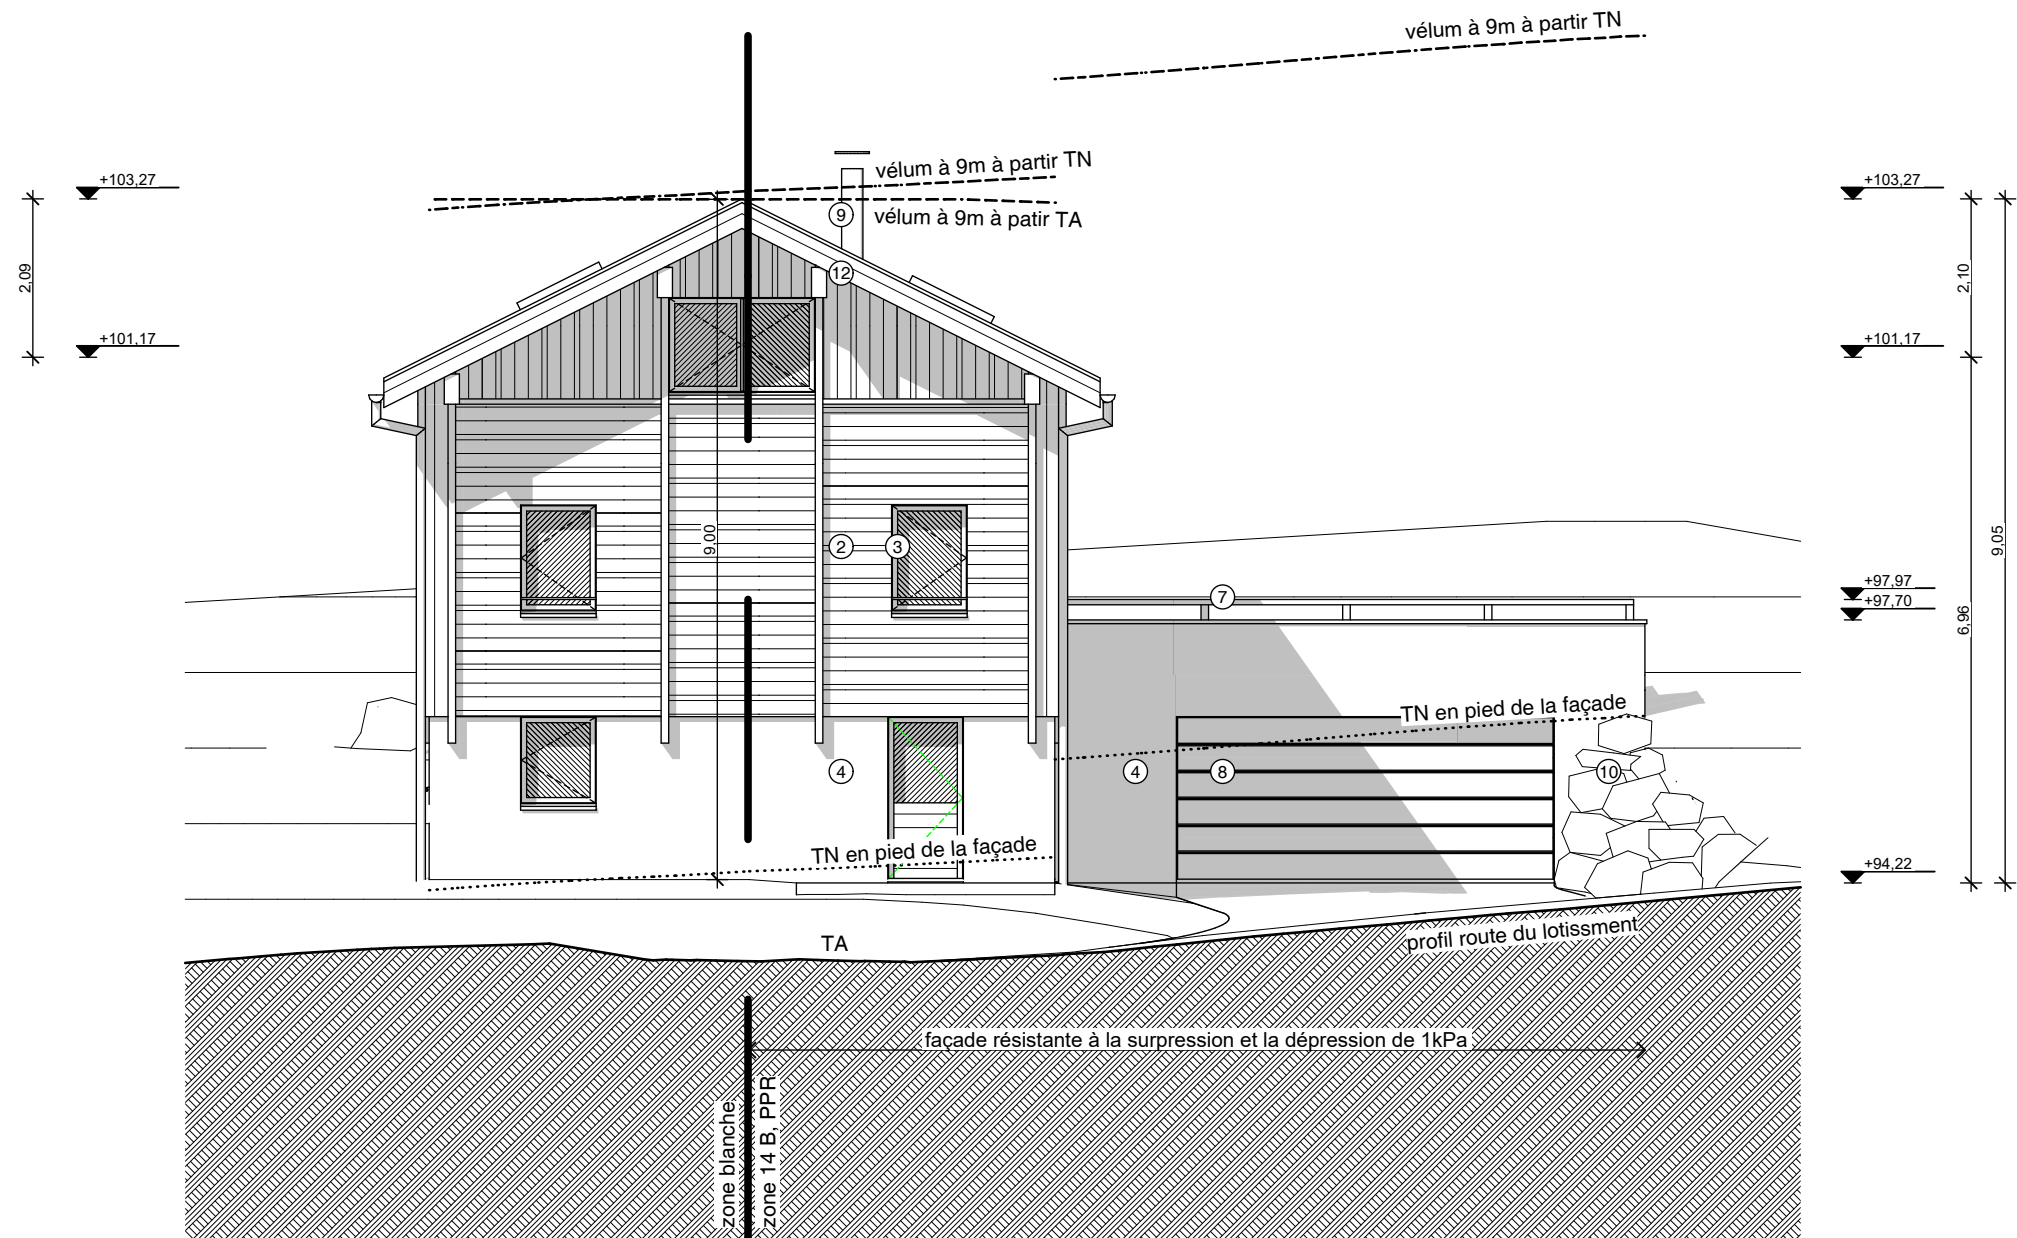 vélum à 9m à partir TN
vélum à 9m à partir TN
+103,27
+103,27
9
vélum à 9m à patir TA
2,09
12
2,10
+101,17
+101,17
9,00
2
3
9,05
+97,97
7
+97,70
6,96
TN en pied de la façade
4
4
8
10
TN en pied de la façade
+94,22
TA
profil route du lotissment
façade résistante à la surpression et la dépression de 1kPa
zone blanche
zone 14 B, PPR